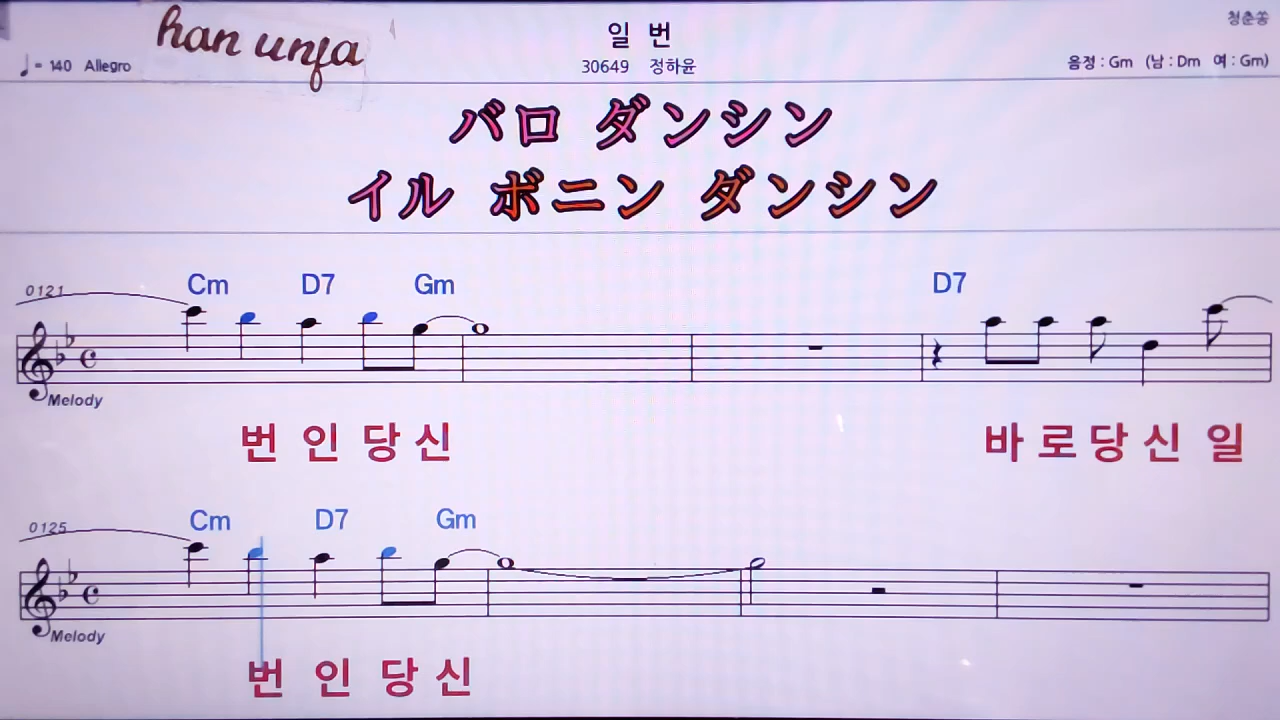 han unja
일 번
청춘쏭
♩= 140 Allegro
30649 정하윤
음정 : Gm (남 : Dm 여 : Gm)
バロ ダンシン
イル ボニン ダンシン
0121 Cm D7 Gm D7
Melody
번 인 당 신 바 로 당 신 일
0125 Cm D7 Gm
Melody
번 인 당 신